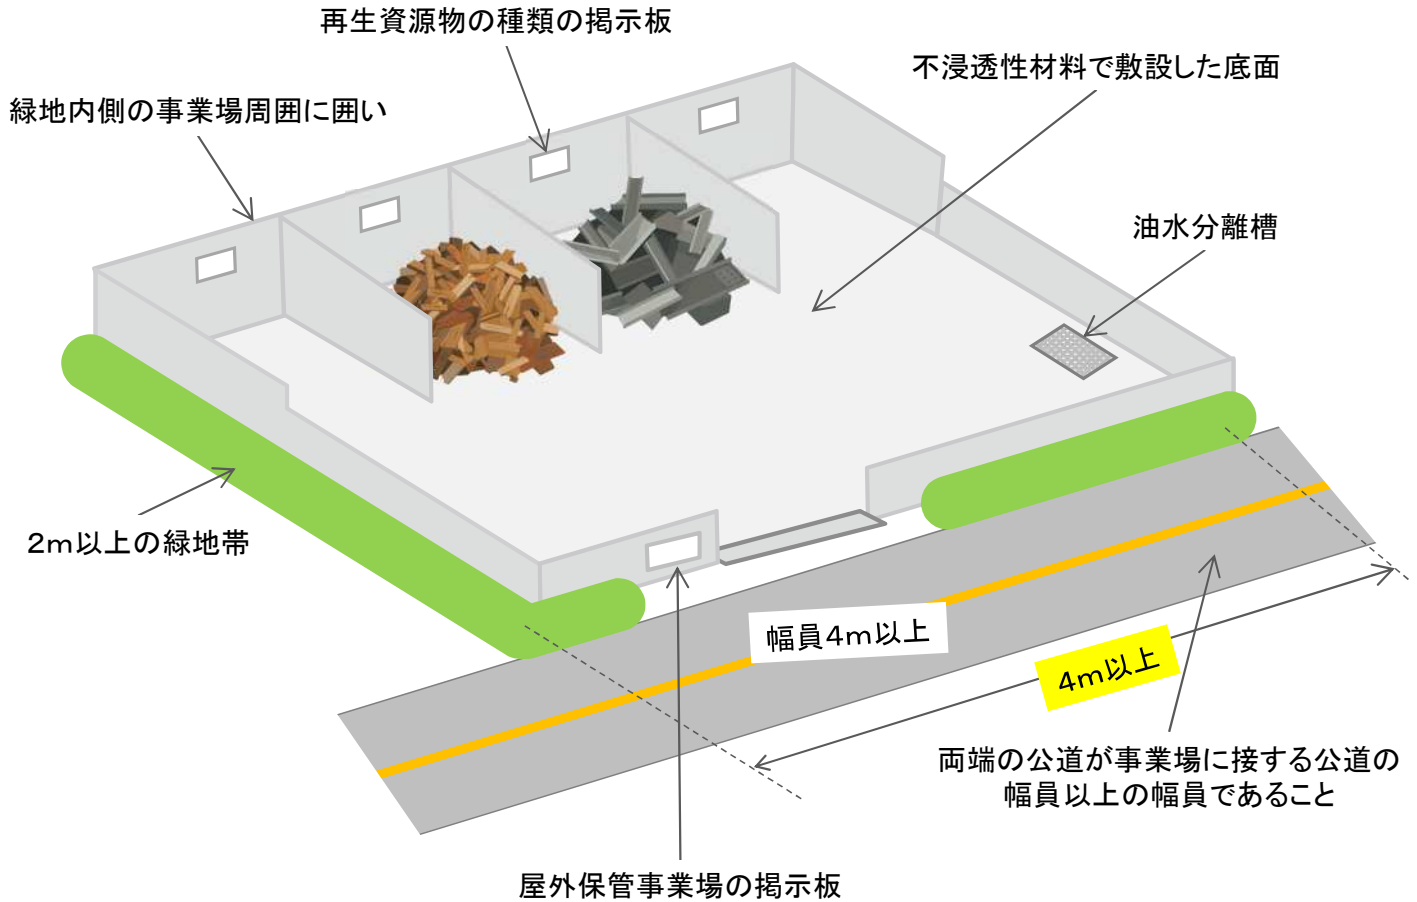 再生資源物の種類の掲示板
不浸透性材料で敷設した底面
緑地内側の事業場周囲に囲い
油水分離槽
2m以上の緑地帯
幅員4m以上
4m以上
両端の公道が事業場に接する公道の
幅員以上の幅員であること
屋外保管事業場の掲示板